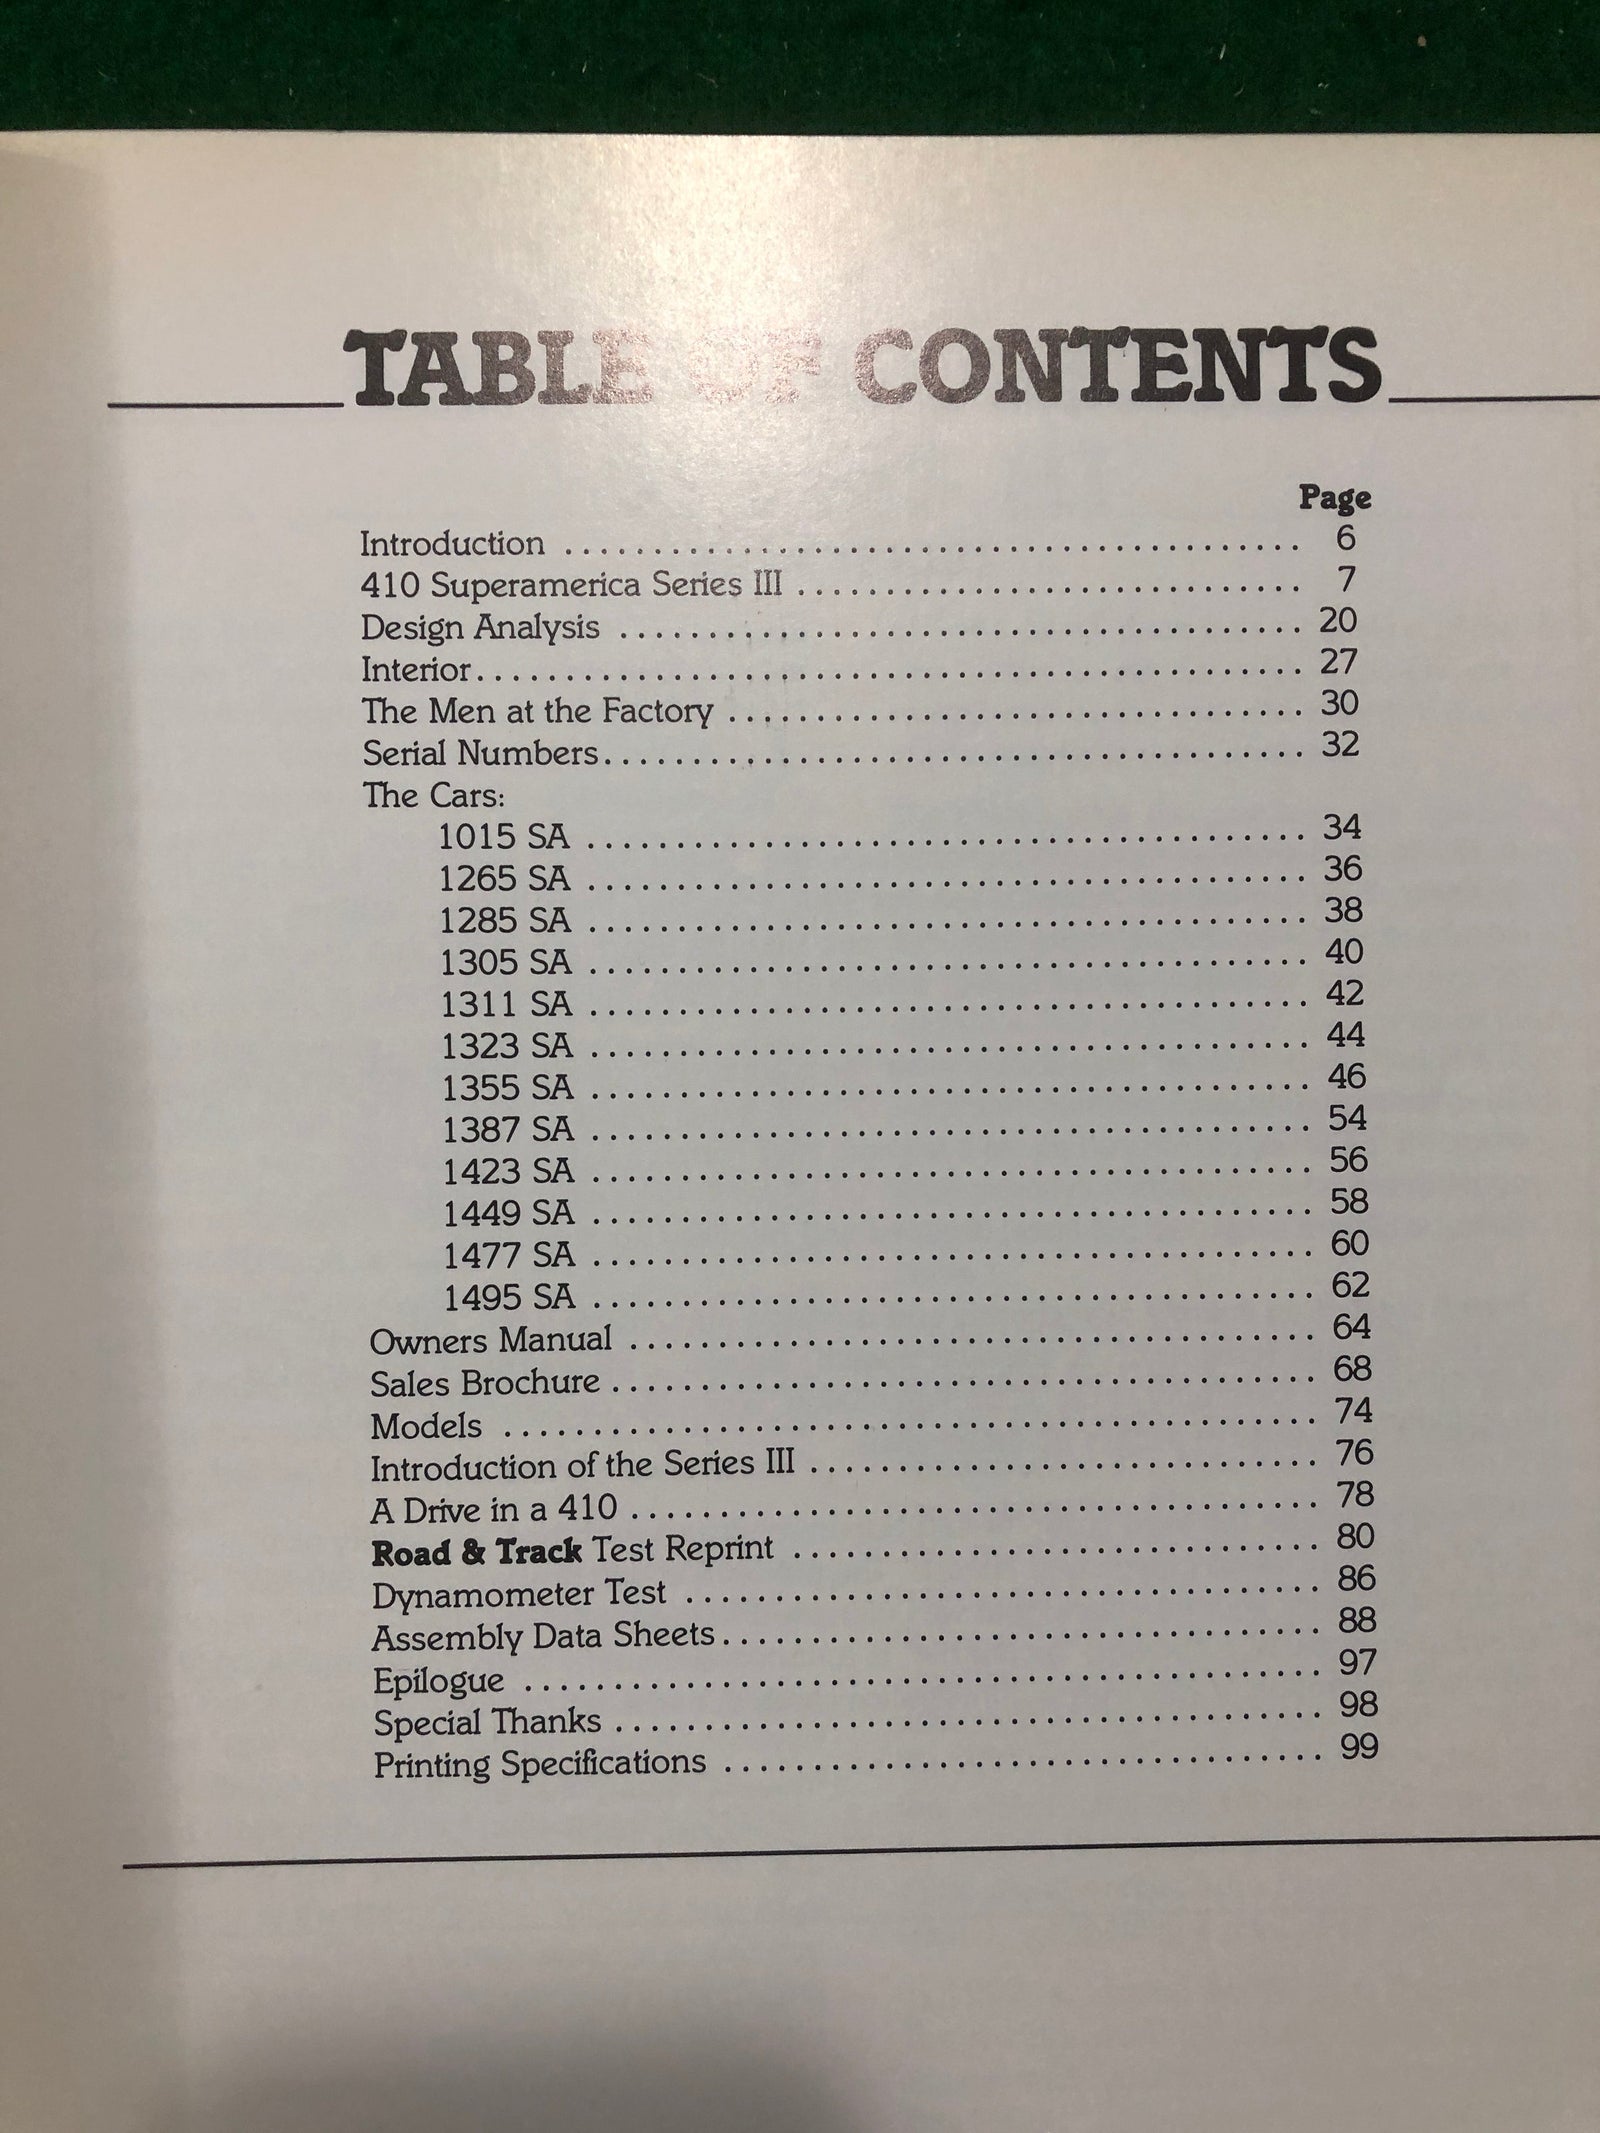 TABLE OF CONTENTS
Page
Introduction ........................................ 6
410 Superamerica Series III ........................................ 7
Design Analysis ........................................ 20
Interior ........................................ 27
The Men at the Factory ........................................ 30
Serial Numbers ........................................ 32
The Cars:
1015 SA ........................................ 34
1265 SA ........................................ 36
1285 SA ........................................ 38
1305 SA ........................................ 40
1311 SA ........................................ 42
1323 SA ........................................ 44
1355 SA ........................................ 46
1387 SA ........................................ 54
1423 SA ........................................ 56
1449 SA ........................................ 58
1477 SA ........................................ 60
1495 SA ........................................ 62
Owners Manual ........................................ 64
Sales Brochure ........................................ 68
Models ........................................ 74
Introduction of the Series III ........................................ 76
A Drive in a 410 ........................................ 78
Road & Track Test Reprint ........................................ 80
Dynamometer Test ........................................ 86
Assembly Data Sheets ........................................ 88
Epilogue ........................................ 97
Special Thanks ........................................ 98
Printing Specifications ........................................ 99